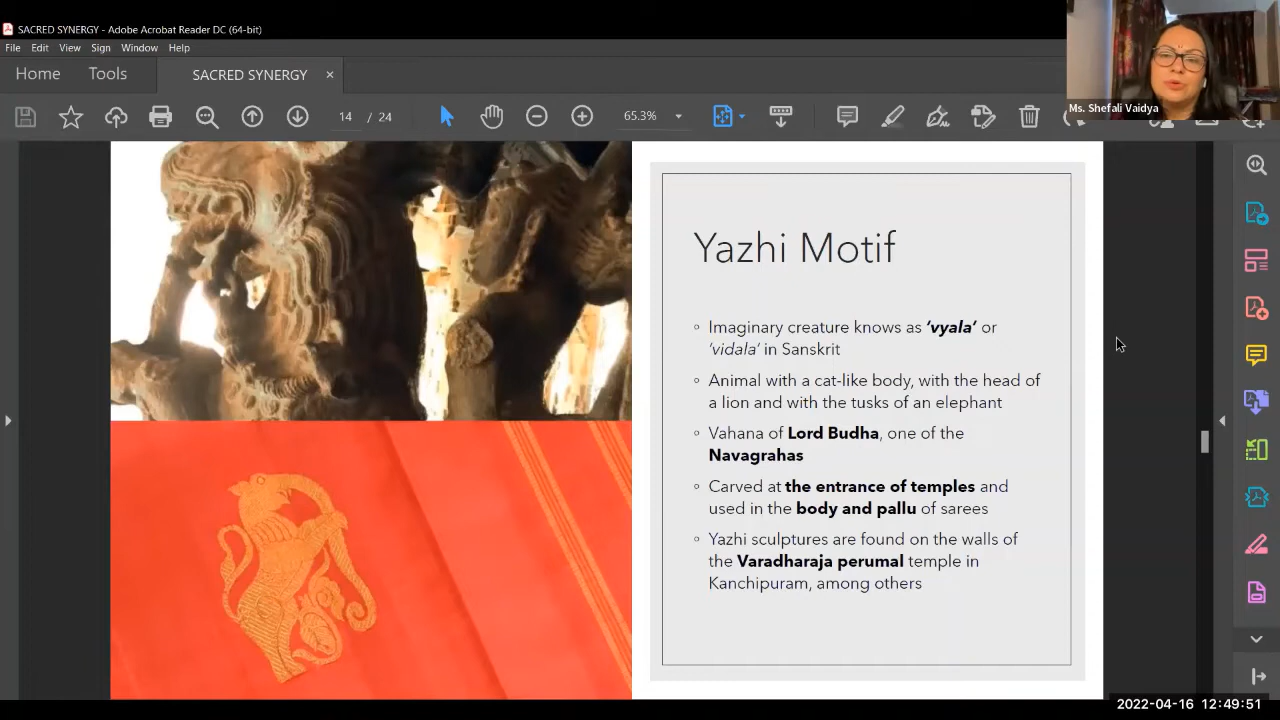 SACRED SYNERGY - Adobe Acrobat Reader DC (64-bit)
File Edit View Sign Window Help
Home Tools SACRED SYNERGY ×
14 / 24 65.3%
Ms. Shefali Vaidya
Yazhi Motif
Imaginary creature knows as ‘vyala’ or
‘vidala’ in Sanskrit
Animal with a cat-like body, with the head of
a lion and with the tusks of an elephant
Vahana of Lord Budha, one of the
Navagrahas
Carved at the entrance of temples and
used in the body and pallu of sarees
Yazhi sculptures are found on the walls of
the Varadharaja perumal temple in
Kanchipuram, among others
2022-04-16 12:49:51